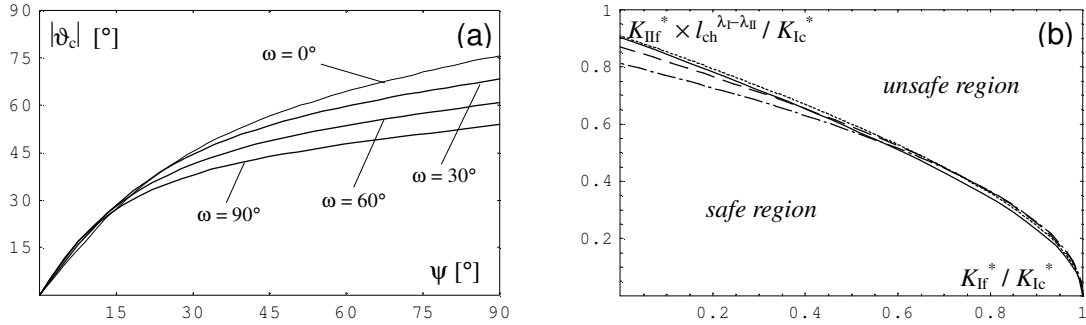 90
|ϑc| [°]
(a)
75
ω = 0°
60
45
ω = 30°
30
ω = 60°
ω = 90°
15
ψ [°]
15 30 45 60 75 90
1
KIIf* × lch^λI–λII / KIc*
(b)
0.8
unsafe region
0.6
0.4
safe region
0.2
KIf* / KIc*
0.2 0.4 0.6 0.8 1